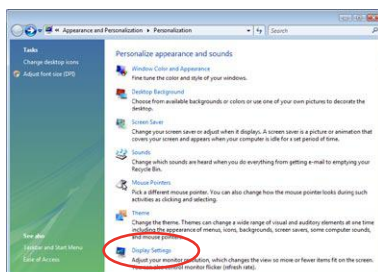 Appearance and Personalization ▸ Personalization
Search
Tasks
Change desktop icons
Adjust font size (DPI)
See also
Taskbar and Start Menu
Ease of Access
Personalize appearance and sounds
Window Color and Appearance
Fine tune the color and style of your windows.
Desktop Background
Choose from available backgrounds or colors or use one of your own pictures to decorate the
desktop.
Screen Saver
Change your screen saver or adjust when it displays. A screen saver is a picture or animation that
covers your screen and appears when your computer is idle for a set period of time.
Sounds
Change which sounds are heard when you do everything from getting e-mail to emptying your
Recycle Bin.
Mouse Pointers
Pick a different mouse pointer. You can also change how the mouse pointer looks during such
activities as clicking and selecting.
Theme
Change the theme. Themes can change a wide range of visual and auditory elements at one time
including the appearance of menus, icons, backgrounds, screen savers, some computer sounds,
and mouse pointers.
Display Settings
Adjust your monitor resolution, which changes the view so more or fewer items fit on the screen.
You can also control monitor flicker (refresh rate).